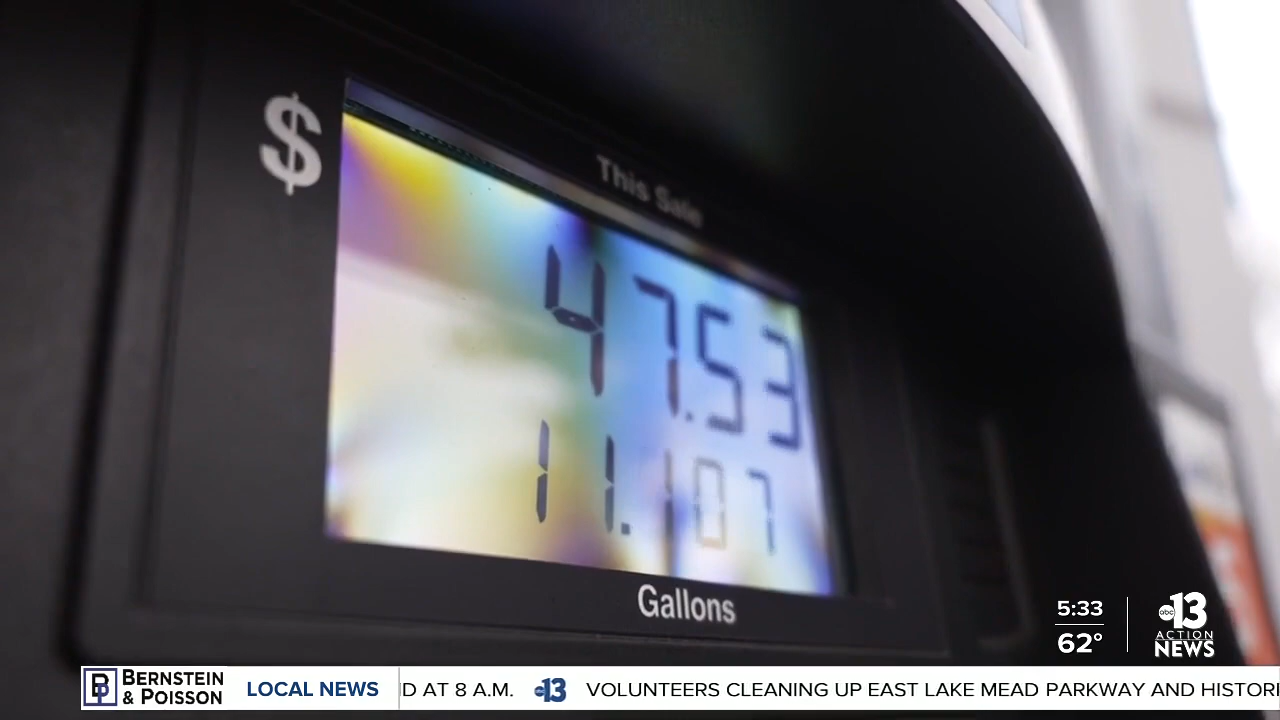 $
This Sale
47.53
11.107
Gallons
5:33
62°
abc 13
ACTION
NEWS
BERNSTEIN
& POISSON
LOCAL NEWS
D AT 8 A.M. 13 VOLUNTEERS CLEANING UP EAST LAKE MEAD PARKWAY AND HISTORI